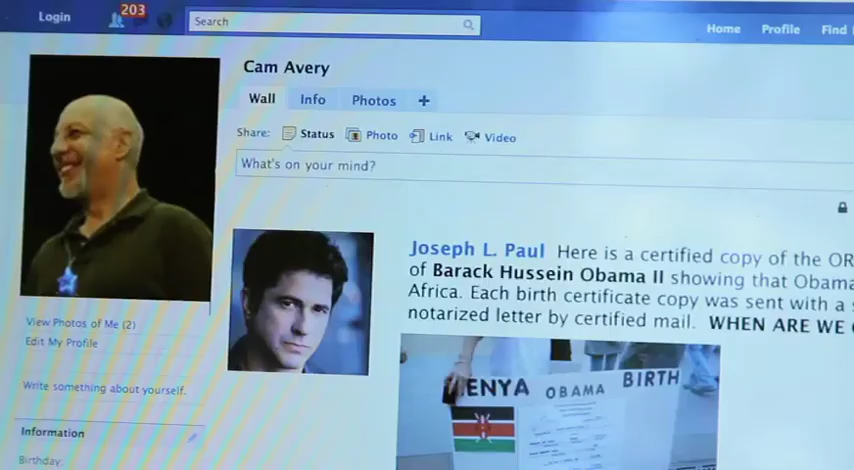 Login
203
Search
Home Profile Find
Cam Avery
Wall Info Photos +
Share: Status Photo Link Video
What's on your mind?
Joseph L. Paul Here is a certified copy of the OR
of Barack Hussein Obama II showing that Obama
Africa. Each birth certificate copy was sent with a
notarized letter by certified mail. WHEN ARE WE
KENYA OBAMA BIRTH
View Photos of Me (2)
Edit My Profile
Write something about yourself.
Information
Birthday: